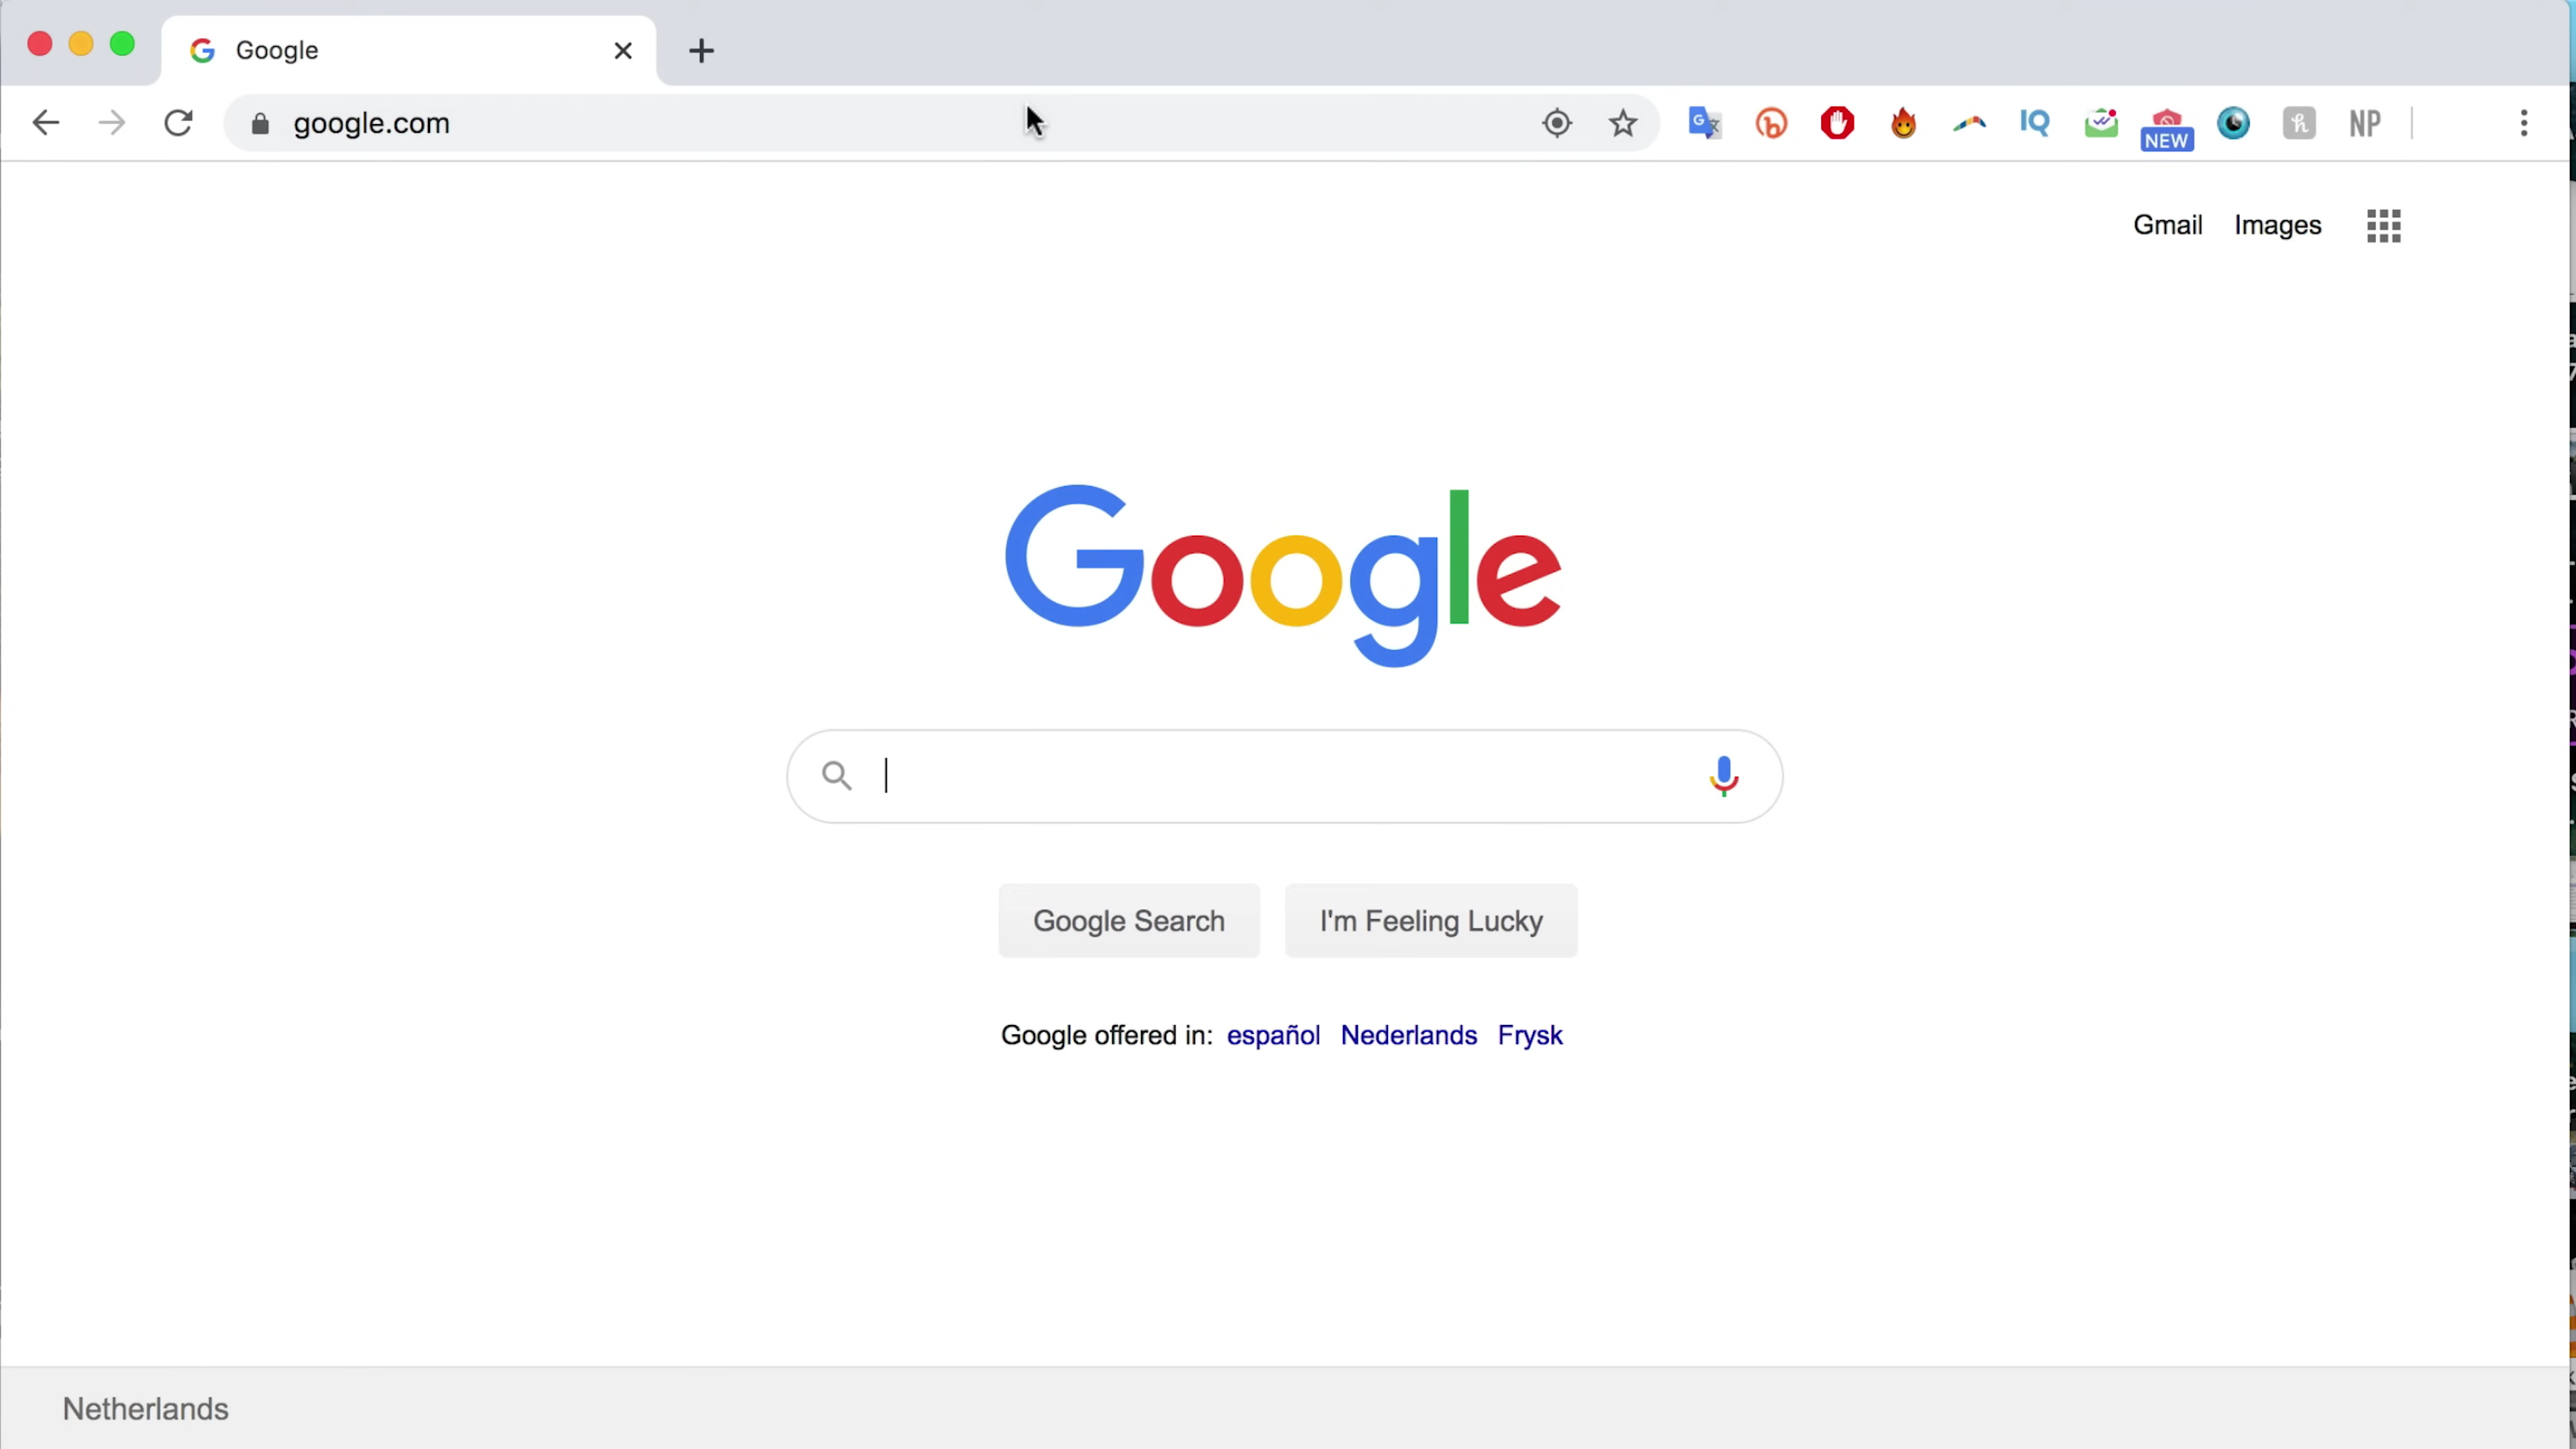 Google
google.com
NEW
IQ
NP
Gmail Images
Google
Google Search I'm Feeling Lucky
Google offered in: español Nederlands Frysk
Netherlands